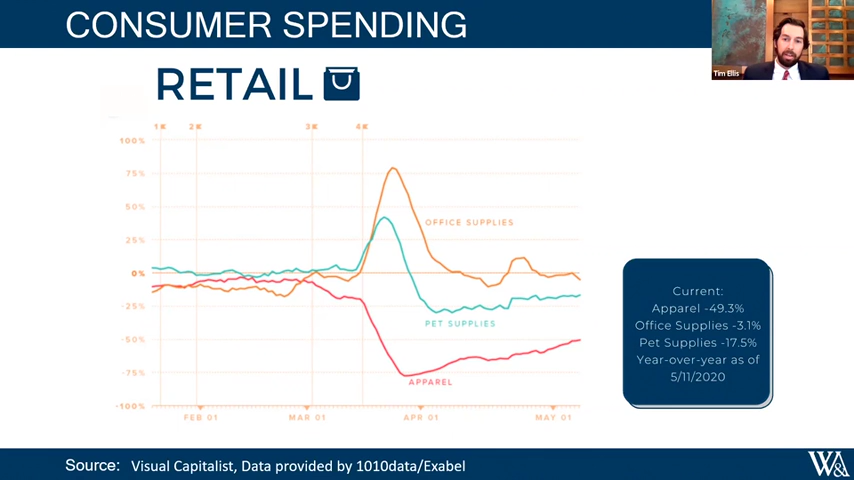 CONSUMER SPENDING
Tim Ellis
RETAIL
1K 2K 3K 4K
100%
75%
50%
OFFICE SUPPLIES
25%
0%
-25%
PET SUPPLIES
-50%
-75%
APPAREL
-100%
FEB 01 MAR 01 APR 01 MAY 01
Current:
Apparel -49.3%
Office Supplies -3.1%
Pet Supplies -17.5%
Year-over-year as of
5/11/2020
Source: Visual Capitalist, Data provided by 1010data/Exabel
WA&